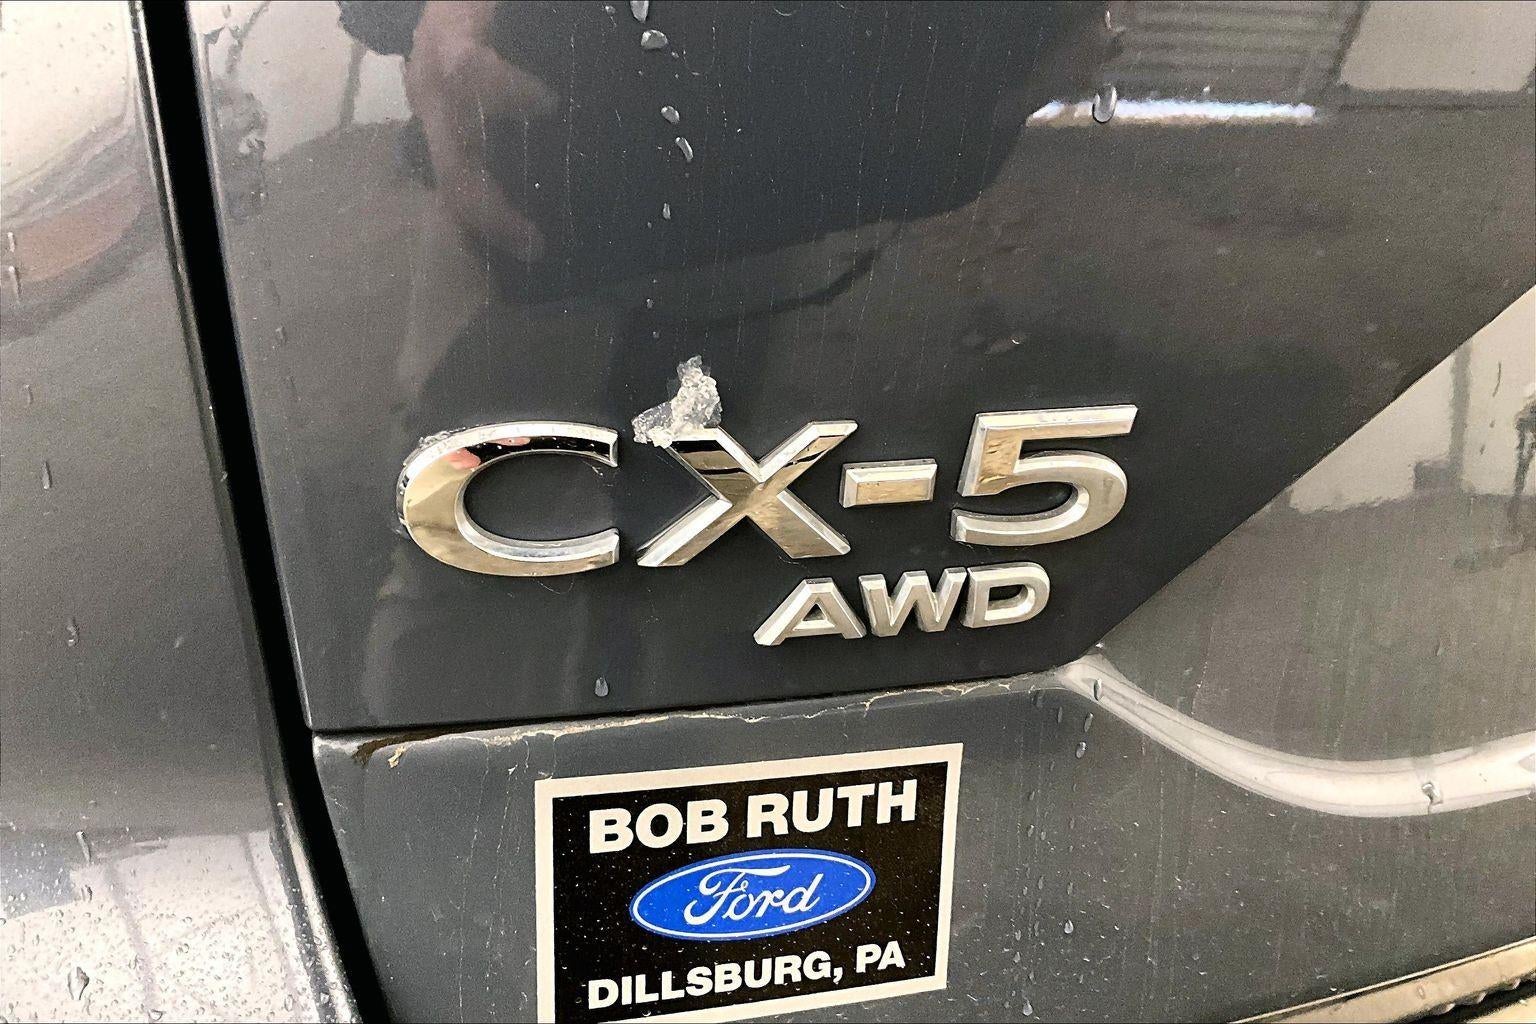 CX-5
AWD
BOB RUTH
Ford
DILLSBURG, PA